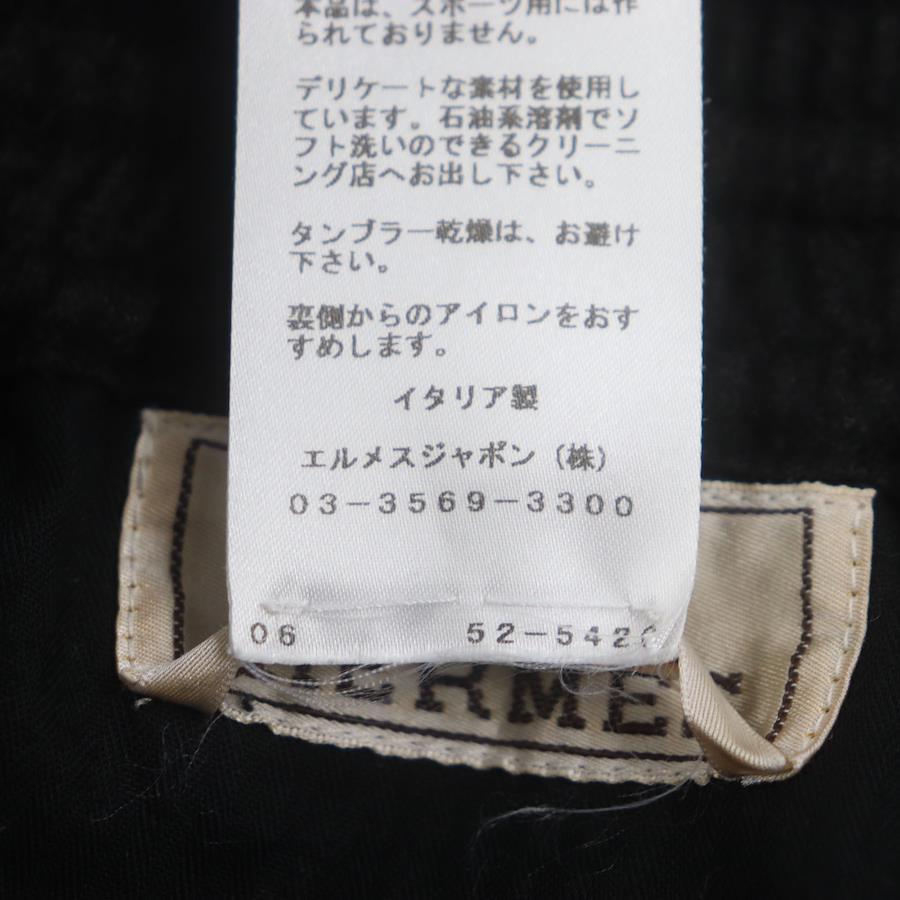 本品は、スポーツ用には作
られておりません。
デリケートな素材を使用し
ています。石油系溶剤でソ
フト洗いのできるクリーニ
ング店へお出し下さい。
タンブラー乾燥は、お避け
下さい。
裏側からのアイロンをおす
すめします。
イタリア製
エルメスジャポン（株）
03-3569-3300
06 52-542
HERMES